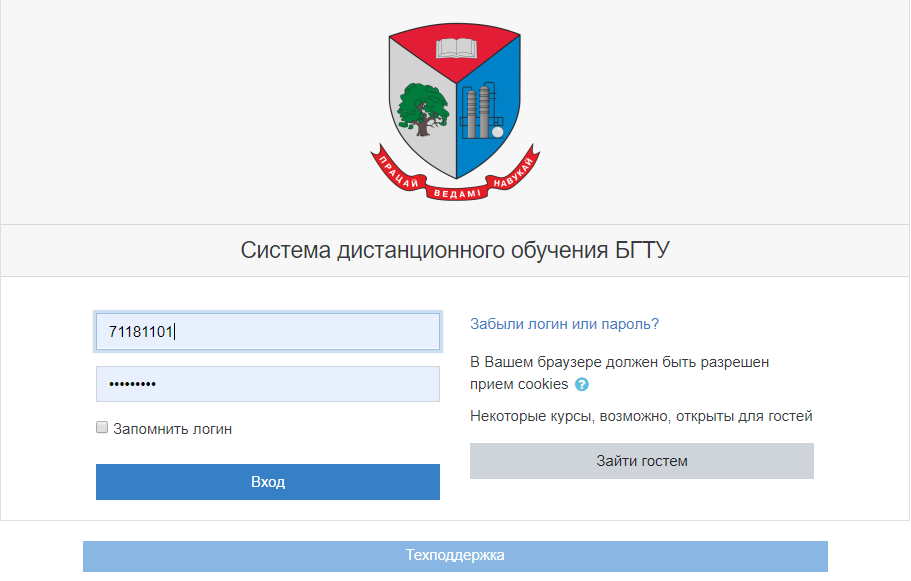 ПРАЦАЙ ВЕДАМІ НАВУКАЙ
Система дистанционного обучения БГТУ
71181101
•••••••••
Запомнить логин
Вход
Забыли логин или пароль?
В Вашем браузере должен быть разрешен
прием cookies ?
Некоторые курсы, возможно, открыты для гостей
Зайти гостем
Техподдержка